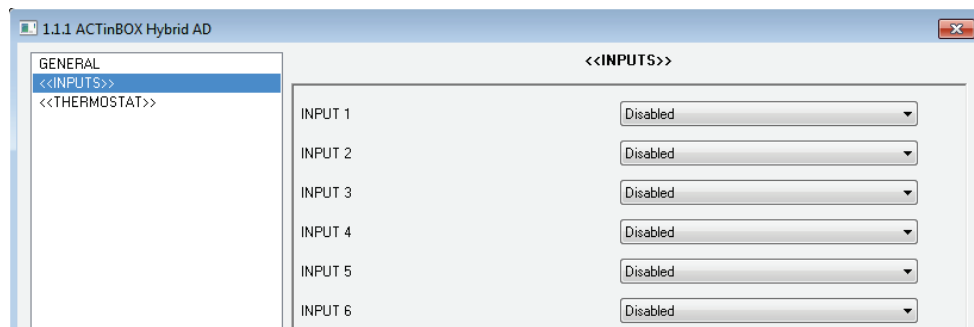 1.1.1 ACTinBOX Hybrid AD
GENERAL
<<INPUTS>>
<<THERMOSTAT>>
<<INPUTS>>
INPUT 1 Disabled
INPUT 2 Disabled
INPUT 3 Disabled
INPUT 4 Disabled
INPUT 5 Disabled
INPUT 6 Disabled